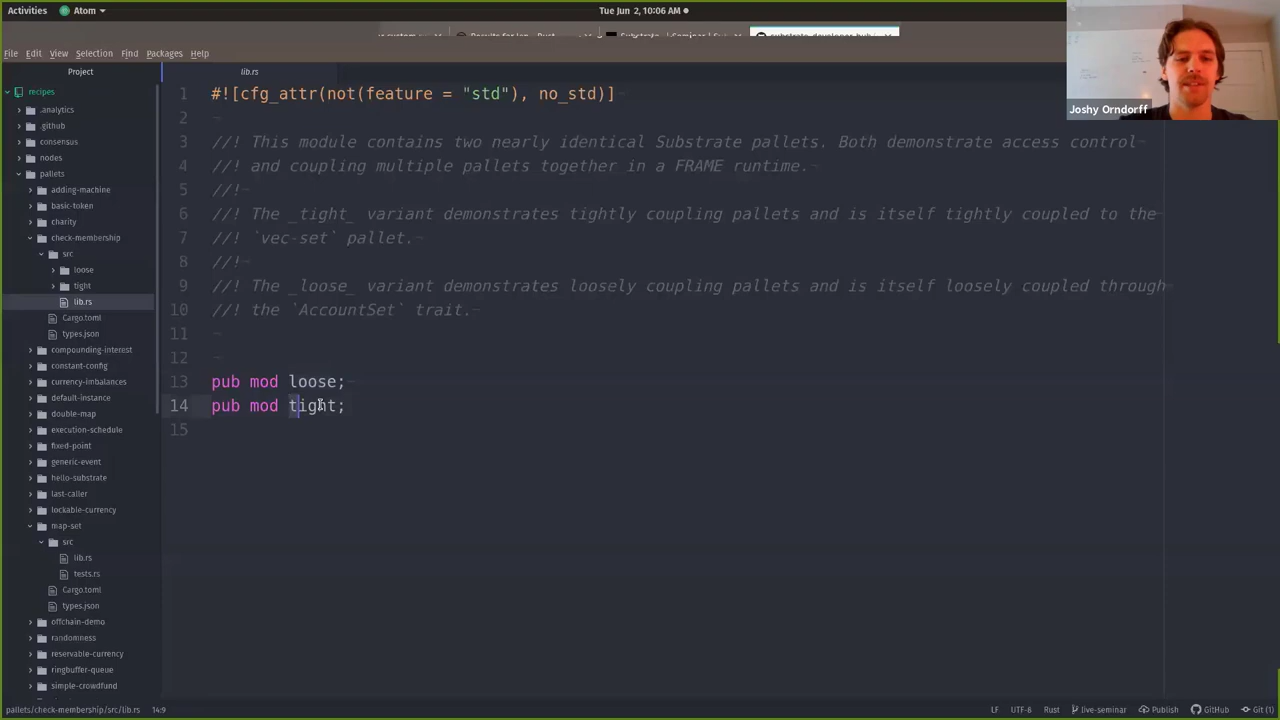 Activities
Atom
Tue Jun 2, 10:06 AM
File Edit View Selection Find Packages Help
Project
lib.rs
recipes
.analytics
.github
consensus
nodes
pallets
adding-machine
basic-token
charity
check-membership
src
loose
tight
lib.rs
Cargo.toml
types.json
compounding-interest
constant-config
currency-imbalances
default-instance
double-map
execution-schedule
fixed-point
generic-event
hello-substrate
last-caller
lockable-currency
map-set
src
lib.rs
tests.rs
Cargo.toml
types.json
offchain-demo
randomness
reservable-currency
ringbuffer-queue
simple-crowdfund
1 #![cfg_attr(not(feature = "std"), no_std)]
2
3 //! This module contains two nearly identical Substrate pallets. Both demonstrate access control
4 //! and coupling multiple pallets together in a FRAME runtime.
5 //!
6 //! The _tight_ variant demonstrates tightly coupling pallets and is itself tightly coupled to the
7 //! `vec-set` pallet.
8 //!
9 //! The _loose_ variant demonstrates loosely coupling pallets and is itself loosely coupled through
10 //! the `AccountSet` trait.
11
12
13 pub mod loose;
14 pub mod tight;
15
Joshy Orndorff
pallets/check-membership/src/lib.rs 14:9
LF UTF-8 Rust live-seminar Publish GitHub Git (1)